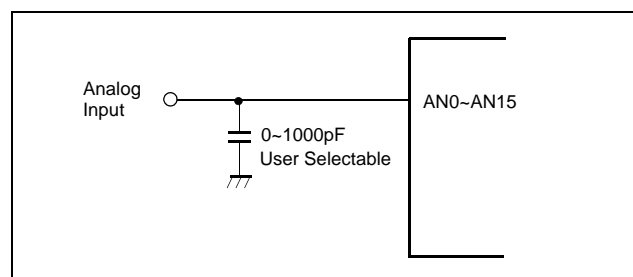 Analog
Input
AN0~AN15
0~1000pF
User Selectable